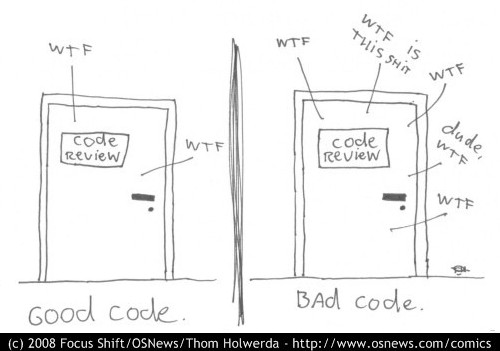 WTF
code
REVIEW
WTF
GOOD code.
WTF
WTF is
THIS SHIT
WTF
code
REVIEW
dude,
WTF
WTF
BAd code.
(c) 2008 Focus Shift/OSNews/Thom Holwerda - http://www.osnews.com/comics